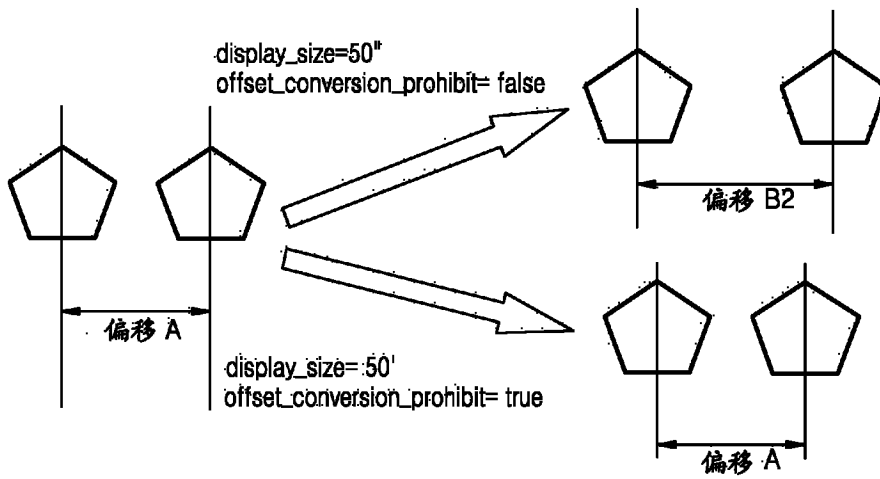 display_size=50"
offset_conversion_prohibit= false
偏移 B2
偏移 A
display_size= 50'
offset_conversion_prohibit= true
偏移 A